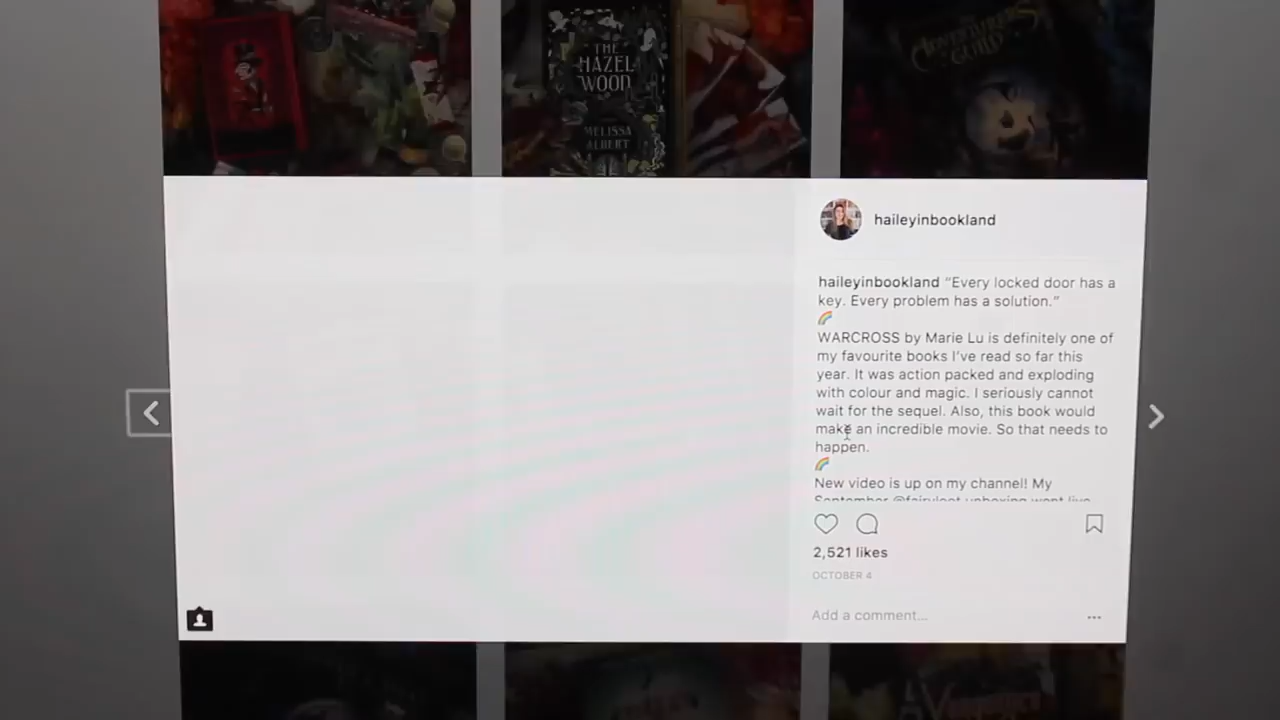 THE
HAZEL
WOOD
MELISSA
ALBERT
ADVENTURERS
GUILD
haileyinbookland
haileyinbookland “Every locked door has a
key. Every problem has a solution.”
🌈
WARCROSS by Marie Lu is definitely one of
my favourite books I've read so far this
year. It was action packed and exploding
with colour and magic. I seriously cannot
wait for the sequel. Also, this book would
make an incredible movie. So that needs to
happen.
🌈
New video is up on my channel! My
September @fairyloot unboxing went live
2,521 likes
OCTOBER 4
Add a comment...